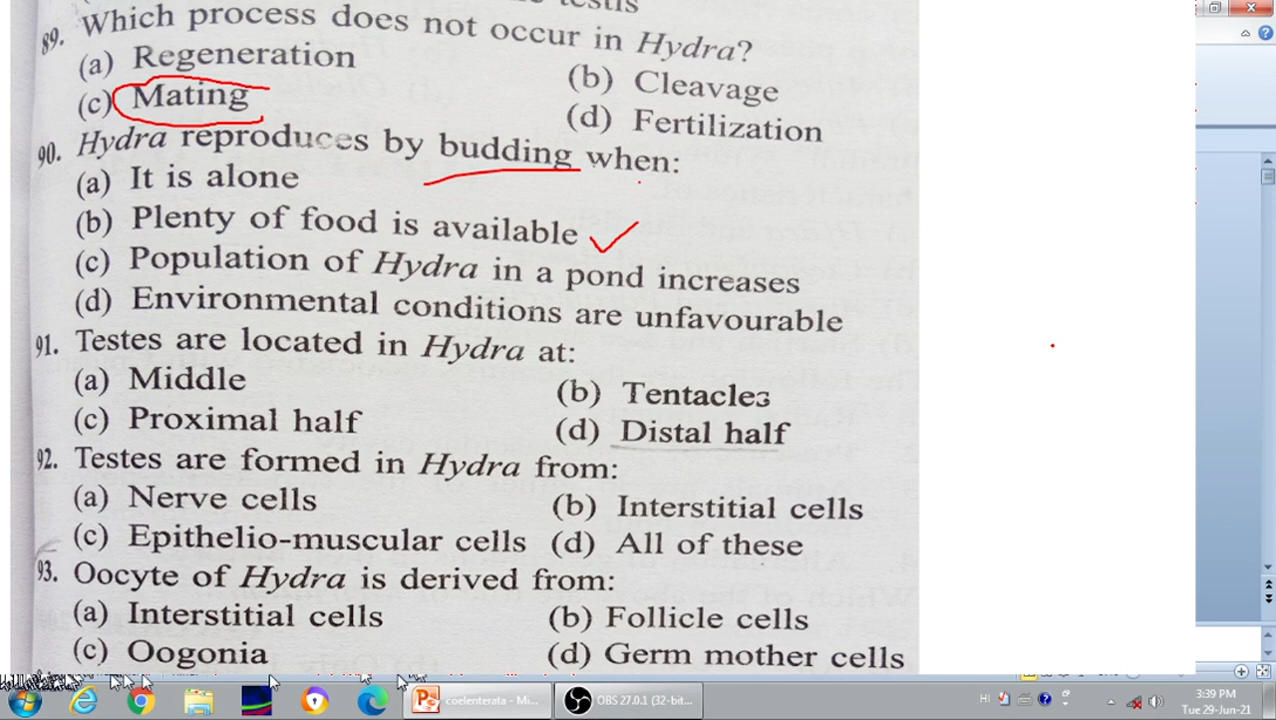 testis
89. Which process does not occur in Hydra?
(a) Regeneration
(b) Cleavage
(c) Mating
(d) Fertilization
90. Hydra reproduces by budding when:
(a) It is alone
(b) Plenty of food is available
(c) Population of Hydra in a pond increases
(d) Environmental conditions are unfavourable
91. Testes are located in Hydra at:
(a) Middle
(b) Tentacles
(c) Proximal half
(d) Distal half
92. Testes are formed in Hydra from:
(a) Nerve cells
(b) Interstitial cells
(c) Epithelio-muscular cells
(d) All of these
93. Oocyte of Hydra is derived from:
(a) Interstitial cells
(b) Follicle cells
(c) Oogonia
(d) Germ mother cells
coelenterata - Mi...
OBS 27.0.1 (32-bit...
HI
3:39 PM
Tue 29-Jun-21